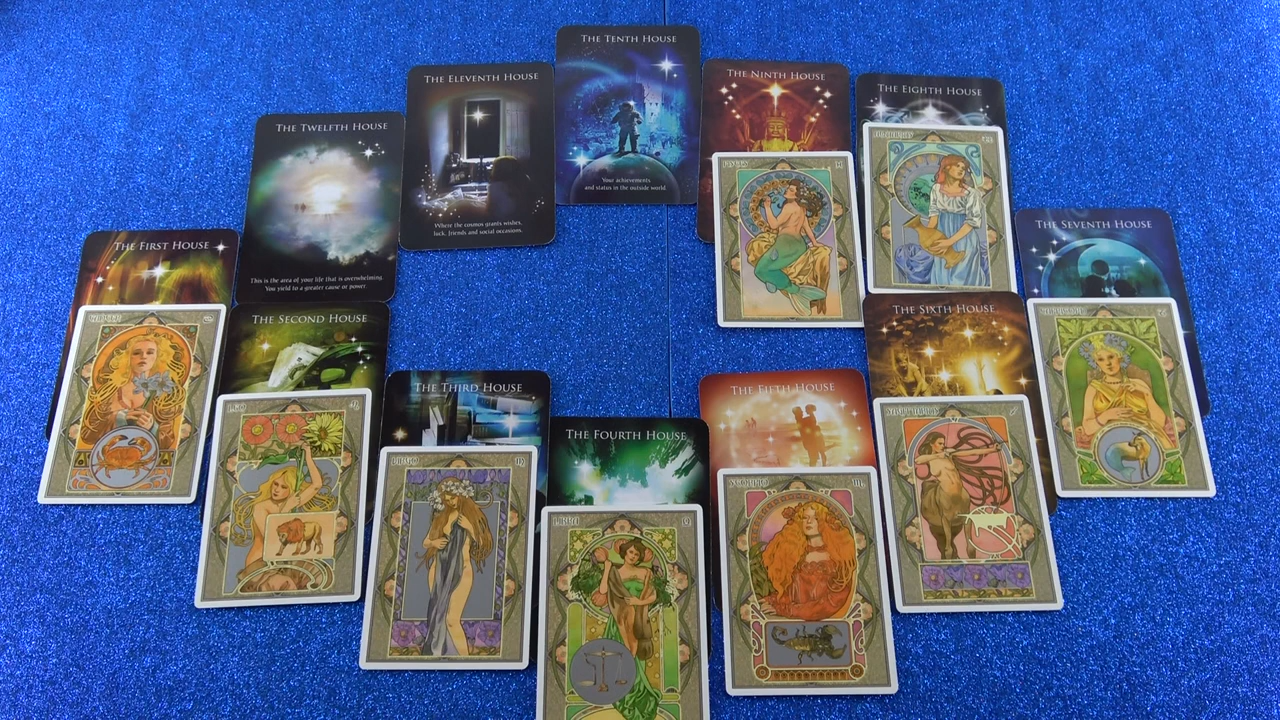 THE TENTH HOUSE
Your achievements
and status in the outside world.
THE ELEVENTH HOUSE
Where the cosmos grants wishes,
luck, friends and social occasions.
THE NINTH HOUSE
THE EIGHTH HOUSE
THE TWELFTH HOUSE
This is the area of your life that is overwhelming.
You yield to a greater cause or power.
THE FIRST HOUSE
THE SEVENTH HOUSE
THE SECOND HOUSE
THE SIXTH HOUSE
THE THIRD HOUSE
THE FIFTH HOUSE
THE FOURTH HOUSE
LEO
VIRGO
LIBRA
SCORPIO